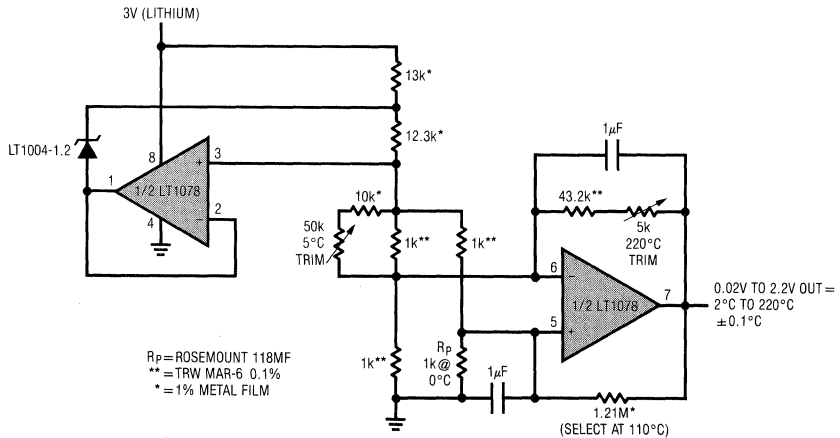 3V (LITHIUM)
13k*
LT1004-1.2
12.3k*
1µF
8
3
+
1
1/2 LT1078
43.2k**
2
–
4
10k*
50k
5°C
TRIM
1k**
1k**
5k
220°C
TRIM
6
–
1/2 LT1078
7
5
+
0.02V TO 2.2V OUT =
2°C TO 220°C
±0.1°C
RP = ROSEMOUNT 118MF
** = TRW MAR-6 0.1%
* = 1% METAL FILM
1k**
RP
1k @
0°C
1µF
1.21M*
(SELECT AT 110°C)